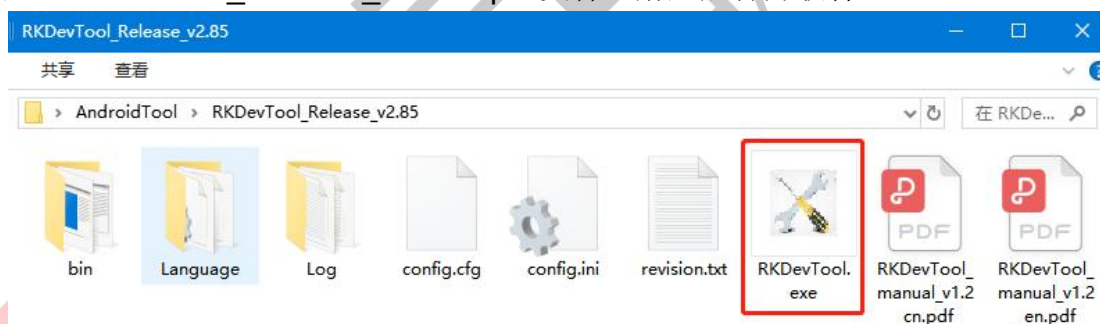 RKDevTool_Release_v2.85
共享 查看
AndroidTool > RKDevTool_Release_v2.85
在 RKDe...
bin
Language
Log
config.cfg
config.ini
revision.txt
RKDevTool.
exe
PDF
RKDevTool_
manual_v1.2
cn.pdf
PDF
RKDevTool_
manual_v1.2
en.pdf